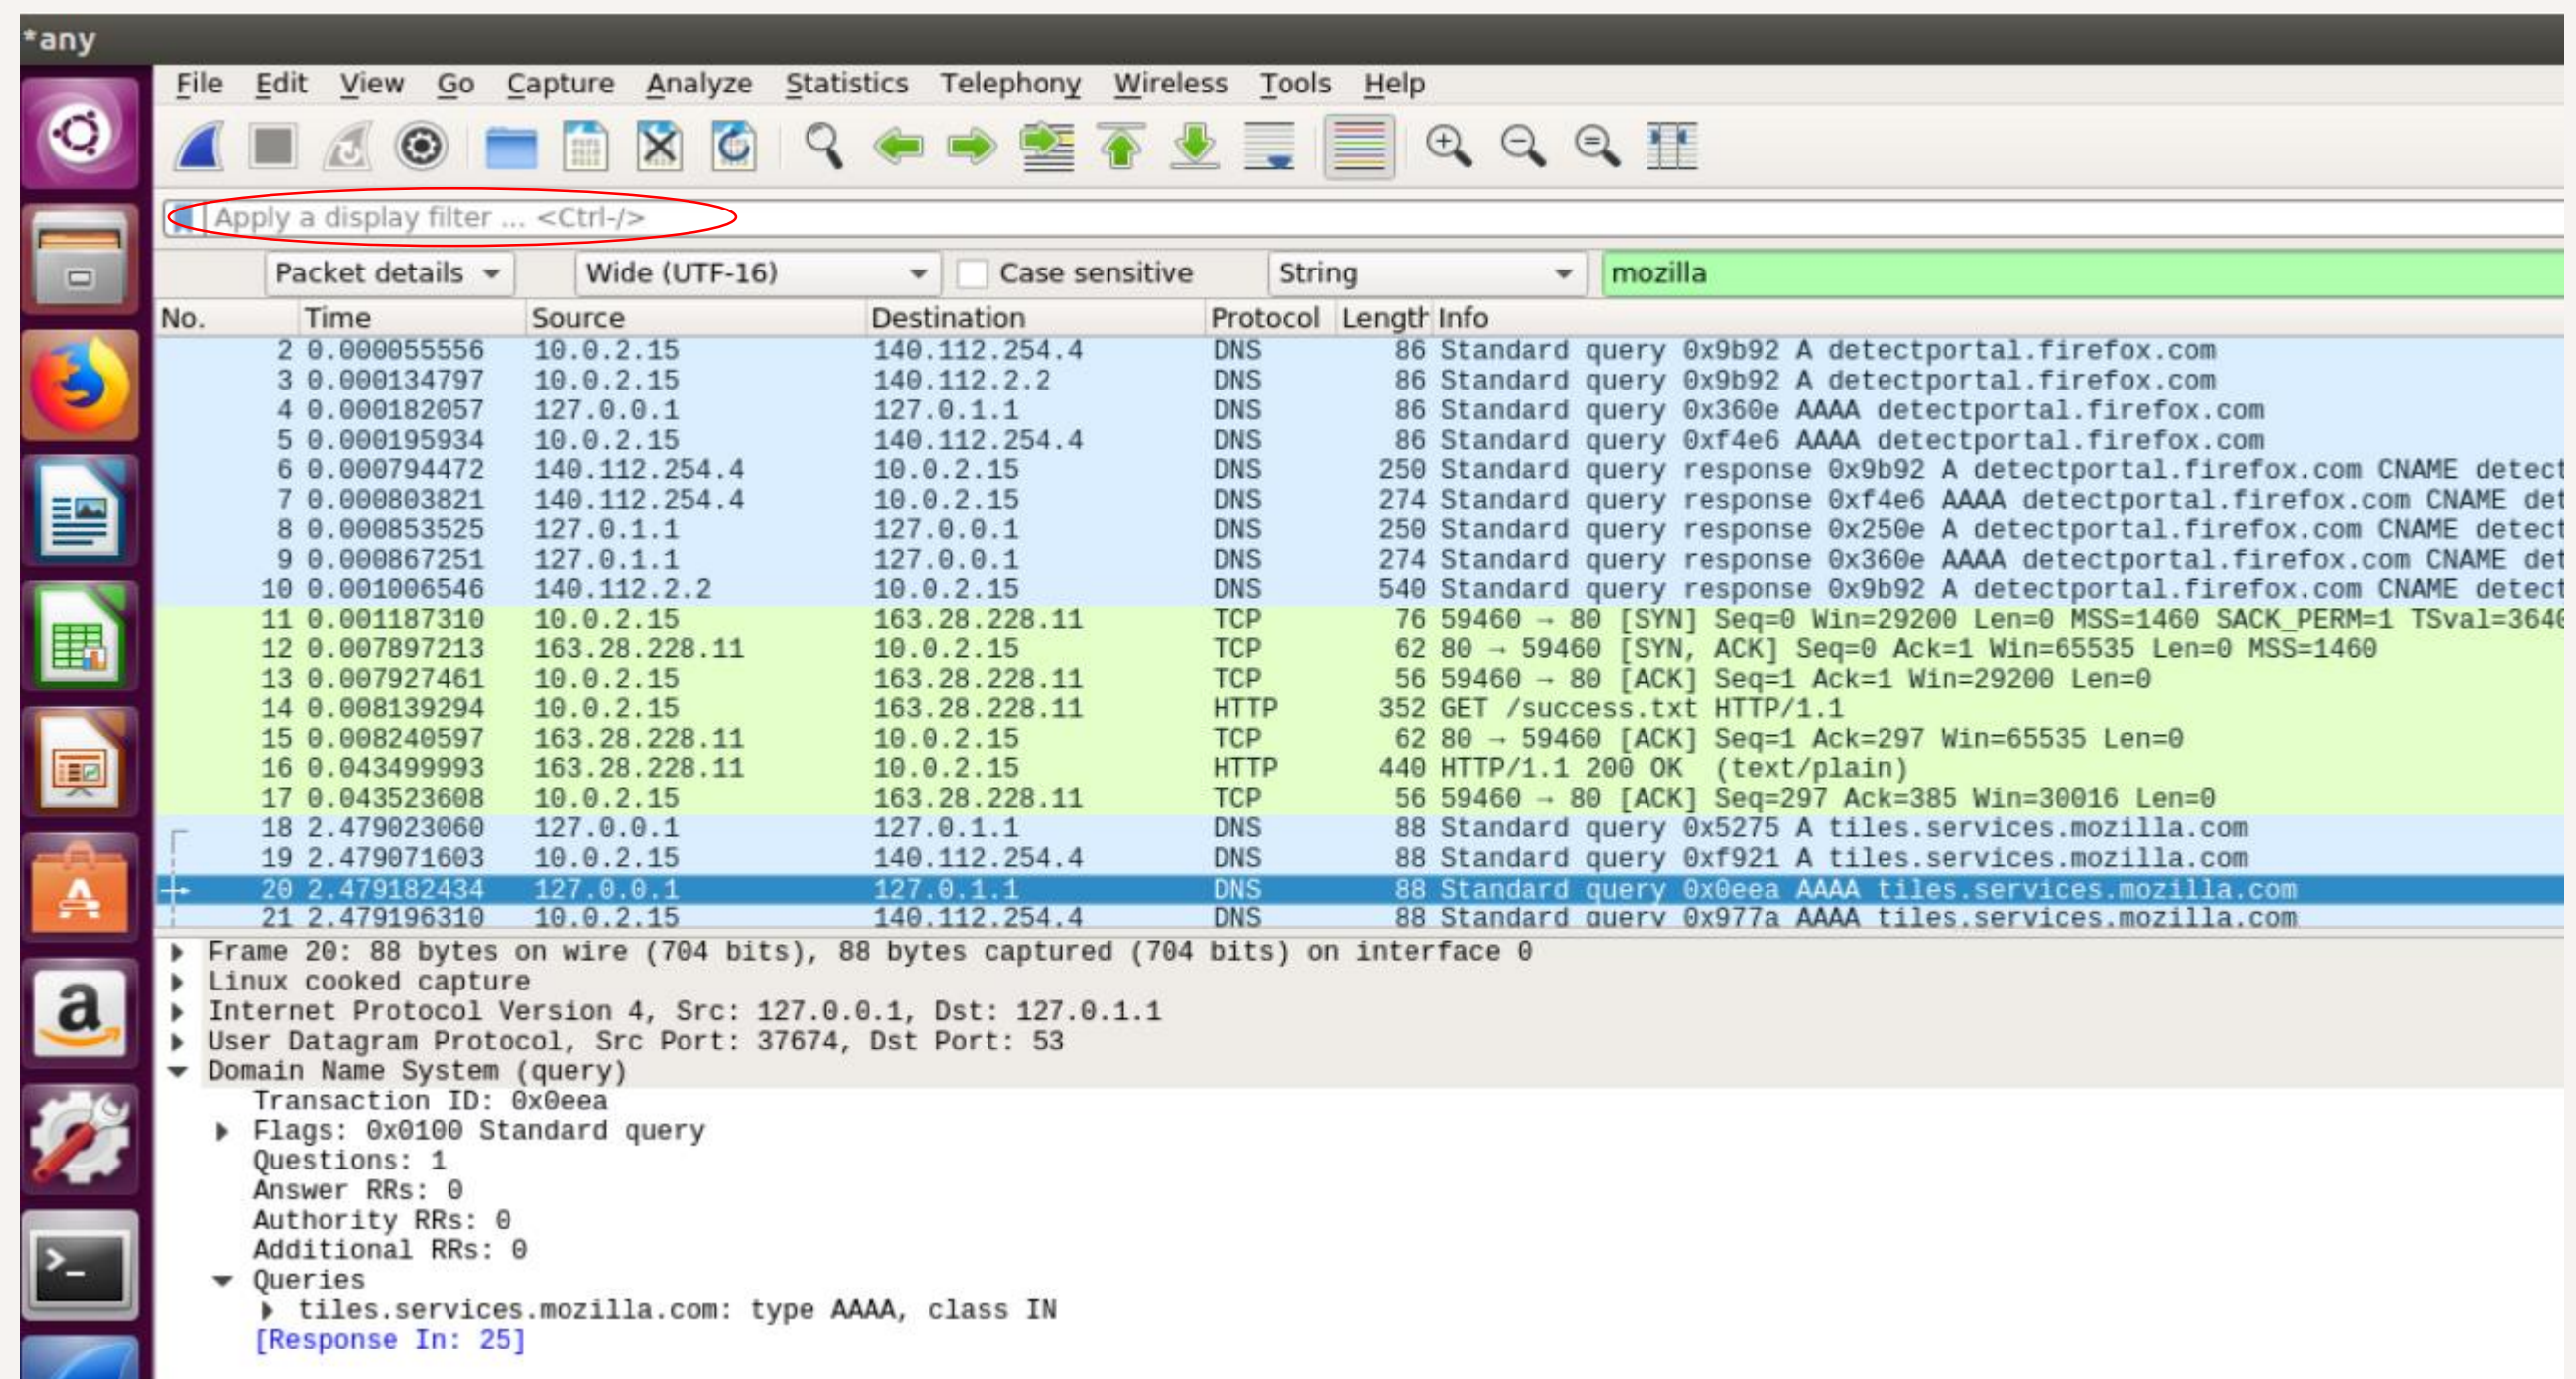 *any
File Edit View Go Capture Analyze Statistics Telephony Wireless Tools Help
Apply a display filter ... <Ctrl-/>
Packet details Wide (UTF-16) Case sensitive String mozilla
No. Time Source Destination Protocol Length Info
2 0.000055556 10.0.2.15 140.112.254.4 DNS 86 Standard query 0x9b92 A detectportal.firefox.com
3 0.000134797 10.0.2.15 140.112.2.2 DNS 86 Standard query 0x9b92 A detectportal.firefox.com
4 0.000182057 127.0.0.1 127.0.1.1 DNS 86 Standard query 0x360e AAAA detectportal.firefox.com
5 0.000195934 10.0.2.15 140.112.254.4 DNS 86 Standard query 0xf4e6 AAAA detectportal.firefox.com
6 0.000794472 140.112.254.4 10.0.2.15 DNS 250 Standard query response 0x9b92 A detectportal.firefox.com CNAME detect
7 0.000803821 140.112.254.4 10.0.2.15 DNS 274 Standard query response 0xf4e6 AAAA detectportal.firefox.com CNAME det
8 0.000853525 127.0.1.1 127.0.0.1 DNS 250 Standard query response 0x250e A detectportal.firefox.com CNAME detect
9 0.000867251 127.0.1.1 127.0.0.1 DNS 274 Standard query response 0x360e AAAA detectportal.firefox.com CNAME det
10 0.001006546 140.112.2.2 10.0.2.15 DNS 540 Standard query response 0x9b92 A detectportal.firefox.com CNAME detect
11 0.001187310 10.0.2.15 163.28.228.11 TCP 76 59460 → 80 [SYN] Seq=0 Win=29200 Len=0 MSS=1460 SACK_PERM=1 TSval=3640
12 0.007897213 163.28.228.11 10.0.2.15 TCP 62 80 → 59460 [SYN, ACK] Seq=0 Ack=1 Win=65535 Len=0 MSS=1460
13 0.007927461 10.0.2.15 163.28.228.11 TCP 56 59460 → 80 [ACK] Seq=1 Ack=1 Win=29200 Len=0
14 0.008139294 10.0.2.15 163.28.228.11 HTTP 352 GET /success.txt HTTP/1.1
15 0.008240597 163.28.228.11 10.0.2.15 TCP 62 80 → 59460 [ACK] Seq=1 Ack=297 Win=65535 Len=0
16 0.043499993 163.28.228.11 10.0.2.15 HTTP 440 HTTP/1.1 200 OK (text/plain)
17 0.043523608 10.0.2.15 163.28.228.11 TCP 56 59460 → 80 [ACK] Seq=297 Ack=385 Win=30016 Len=0
18 2.479023060 127.0.0.1 127.0.1.1 DNS 88 Standard query 0x5275 A tiles.services.mozilla.com
19 2.479071603 10.0.2.15 140.112.254.4 DNS 88 Standard query 0xf921 A tiles.services.mozilla.com
20 2.479182434 127.0.0.1 127.0.1.1 DNS 88 Standard query 0x0eea AAAA tiles.services.mozilla.com
21 2.479196310 10.0.2.15 140.112.254.4 DNS 88 Standard query 0x977a AAAA tiles.services.mozilla.com
Frame 20: 88 bytes on wire (704 bits), 88 bytes captured (704 bits) on interface 0
Linux cooked capture
Internet Protocol Version 4, Src: 127.0.0.1, Dst: 127.0.1.1
User Datagram Protocol, Src Port: 37674, Dst Port: 53
Domain Name System (query)
Transaction ID: 0x0eea
Flags: 0x0100 Standard query
Questions: 1
Answer RRs: 0
Authority RRs: 0
Additional RRs: 0
Queries
tiles.services.mozilla.com: type AAAA, class IN
[Response In: 25]